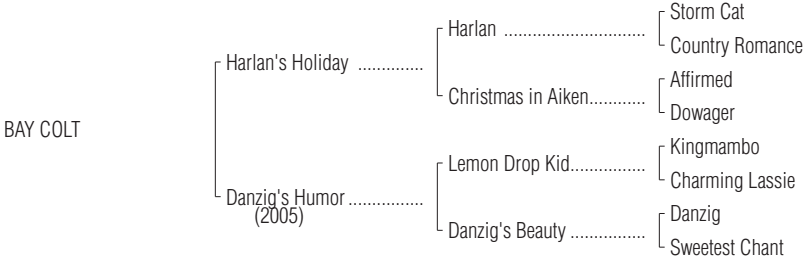 Storm Cat
Harlan ..............................
Country Romance
Harlan's Holiday ..............
Affirmed
Christmas in Aiken............
Dowager
BAY COLT
Kingmambo
Lemon Drop Kid................
Charming Lassie
Danzig's Humor ................
(2005)
Danzig
Danzig's Beauty ................
Sweetest Chant